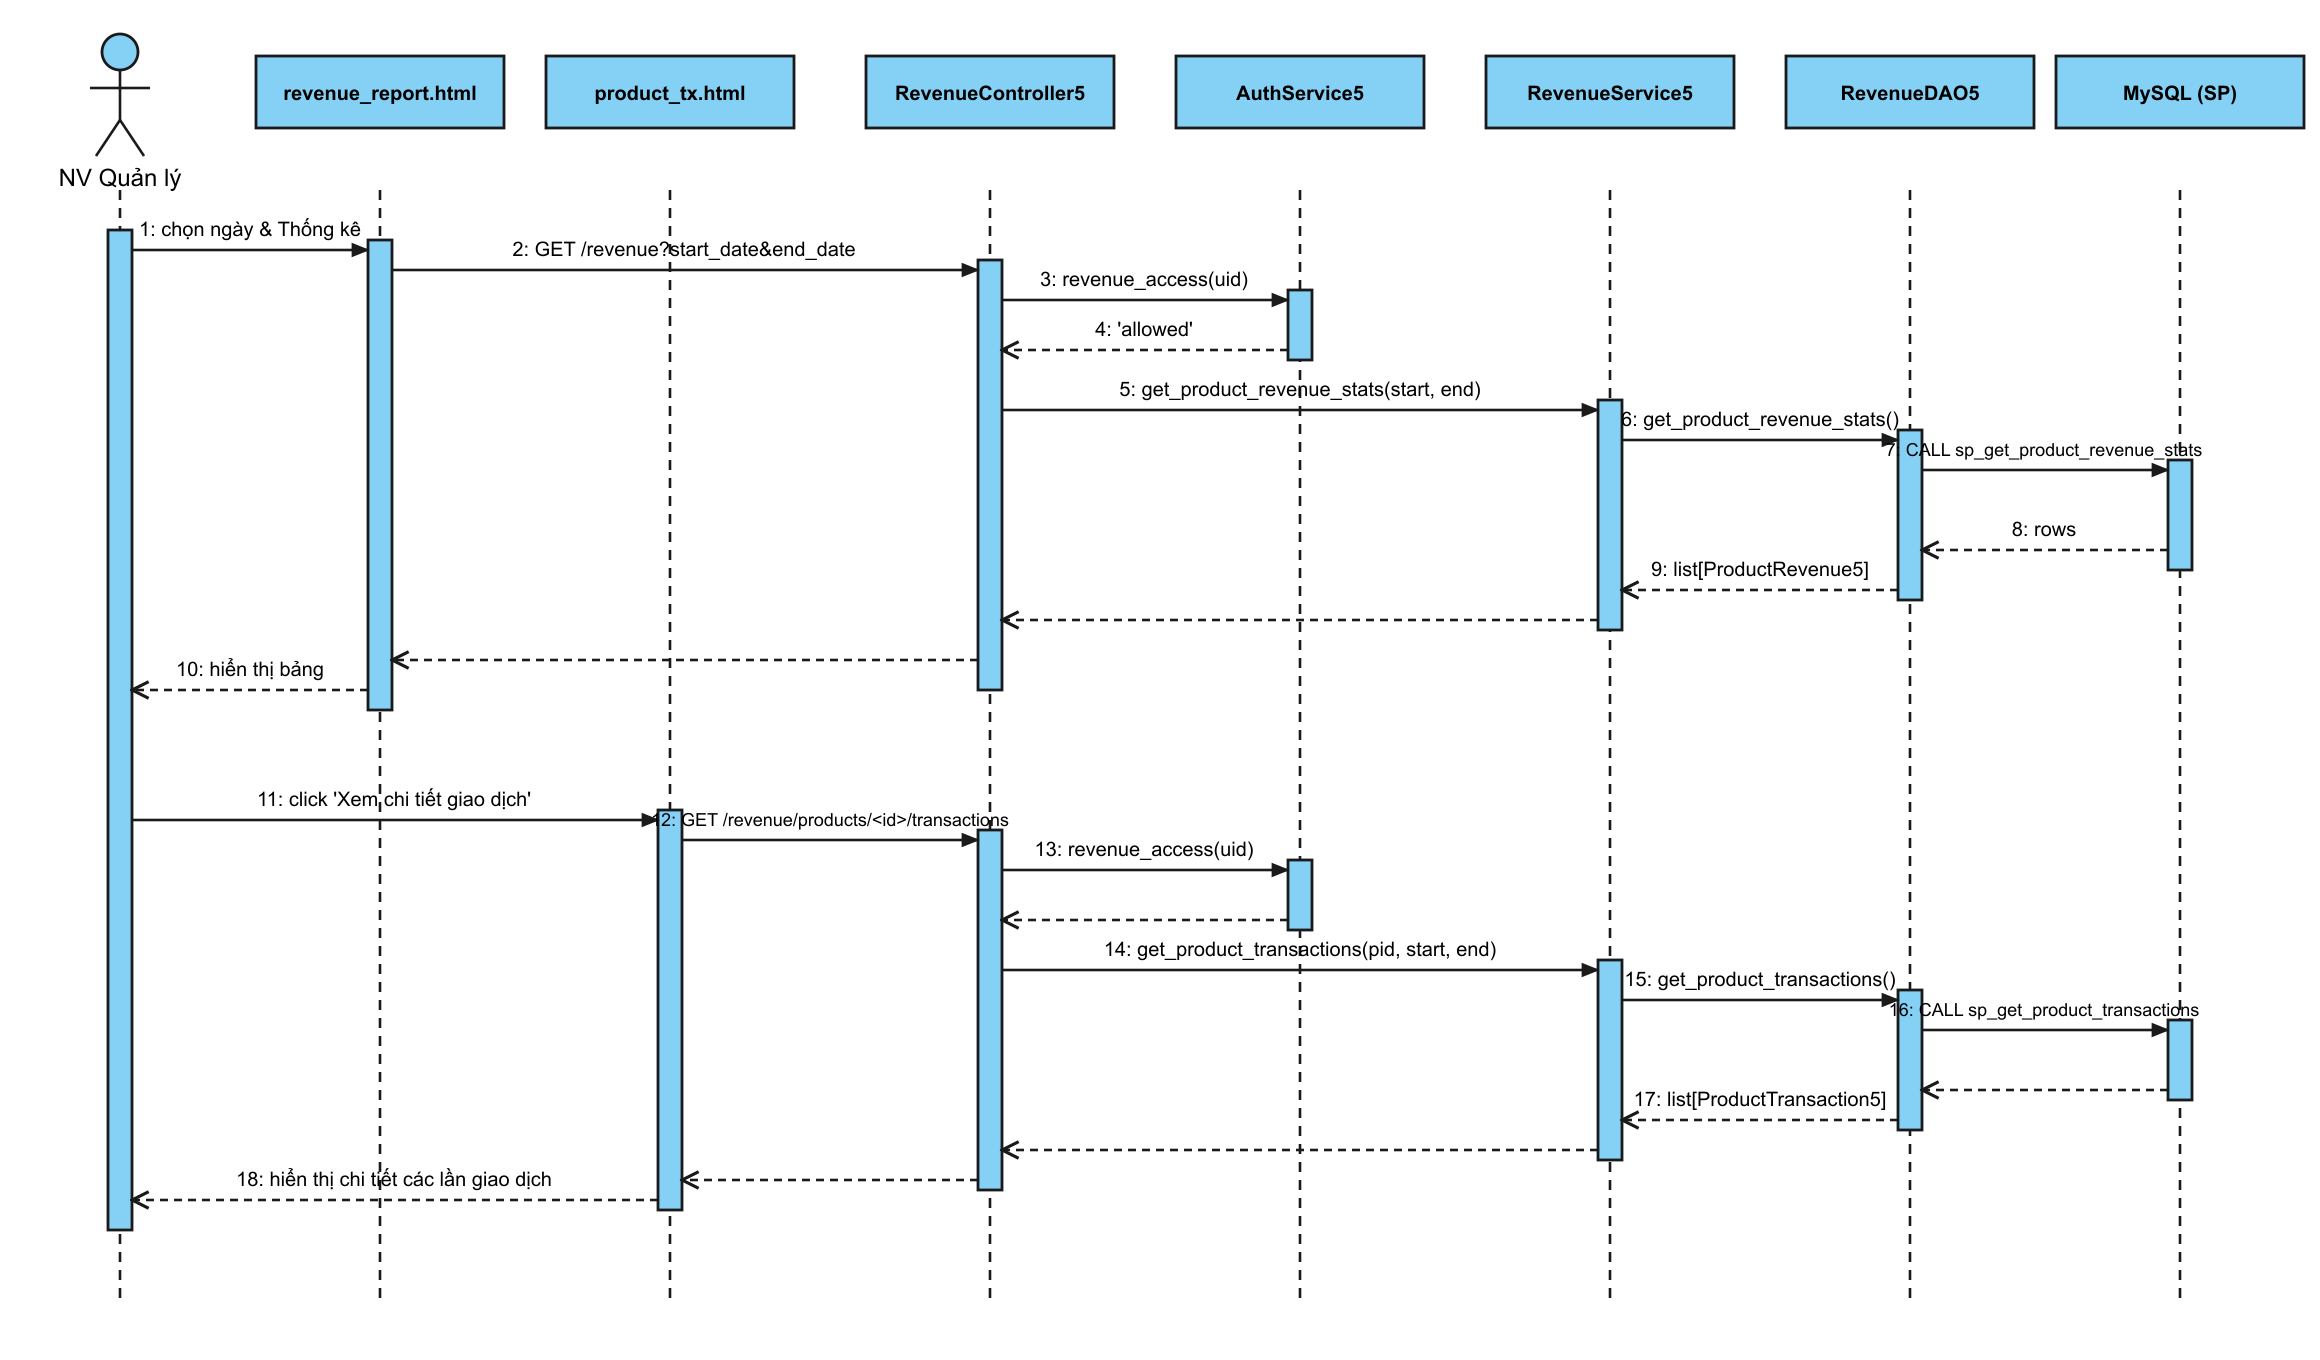 revenue_report.html
product_tx.html
RevenueController5
AuthService5
RevenueService5
RevenueDAO5
MySQL (SP)
NV Quản lý
1: chọn ngày & Thống kê
2: GET /revenue?start_date&end_date
3: revenue_access(uid)
4: 'allowed'
5: get_product_revenue_stats(start, end)
6: get_product_revenue_stats()
7: CALL sp_get_product_revenue_stats
8: rows
9: list[ProductRevenue5]
10: hiển thị bảng
11: click 'Xem chi tiết giao dịch'
2: GET /revenue/products/<id>/transactions
13: revenue_access(uid)
14: get_product_transactions(pid, start, end)
15: get_product_transactions()
16: CALL sp_get_product_transactions
17: list[ProductTransaction5]
18: hiển thị chi tiết các lần giao dịch